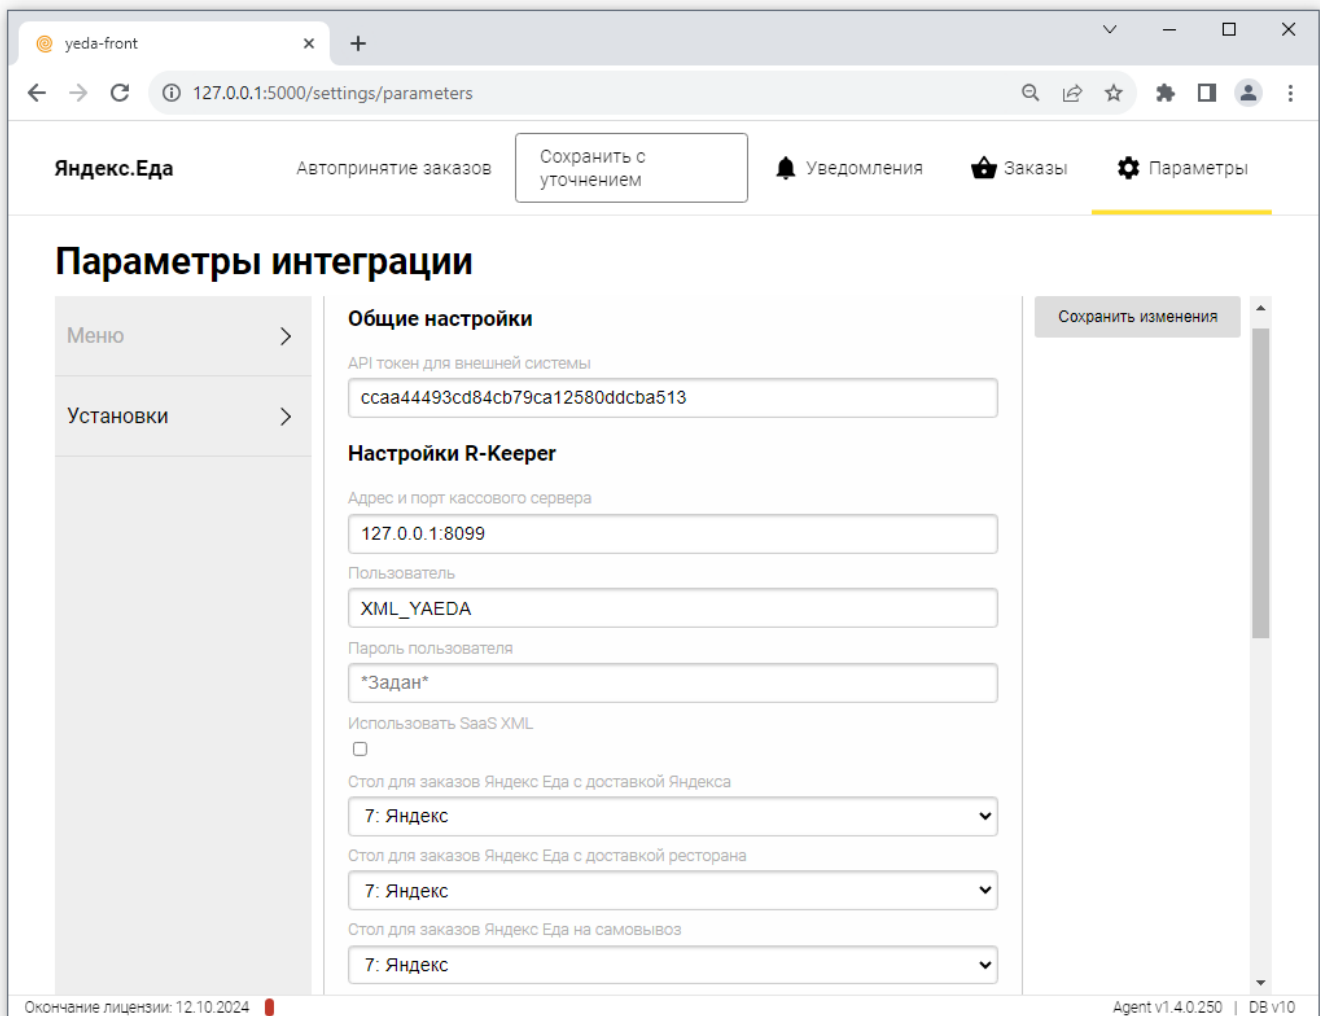 yeda-front
127.0.0.1:5000/settings/parameters
Яндекс.Еда
Автопринятие заказов
Сохранить с
уточнением
Уведомления
Заказы
Параметры
Параметры интеграции
Меню
Установки
Общие настройки
API токен для внешней системы
ccaa44493cd84cb79ca12580ddcba513
Настройки R-Keeper
Адрес и порт кассового сервера
127.0.0.1:8099
Пользователь
XML_YAEDA
Пароль пользователя
*Задан*
Использовать SaaS XML
Стол для заказов Яндекс Еда с доставкой Яндекса
7: Яндекс
Стол для заказов Яндекс Еда с доставкой ресторана
7: Яндекс
Стол для заказов Яндекс Еда на самовывоз
7: Яндекс
Сохранить изменения
Окончание лицензии: 12.10.2024
Agent v1.4.0.250 | DB v10